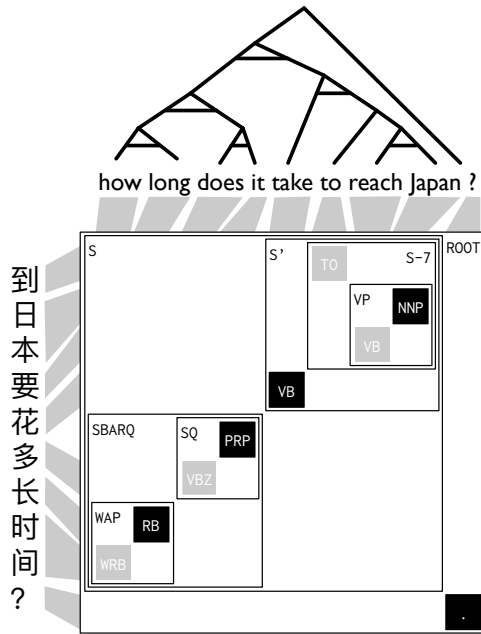 how long does it take to reach Japan ?
S
S'
TO
S-7
ROOT
VP
NNP
VB
VB
SBARQ
SQ
PRP
VBZ
WAP
RB
WRB
.
到日本要花多长时间?